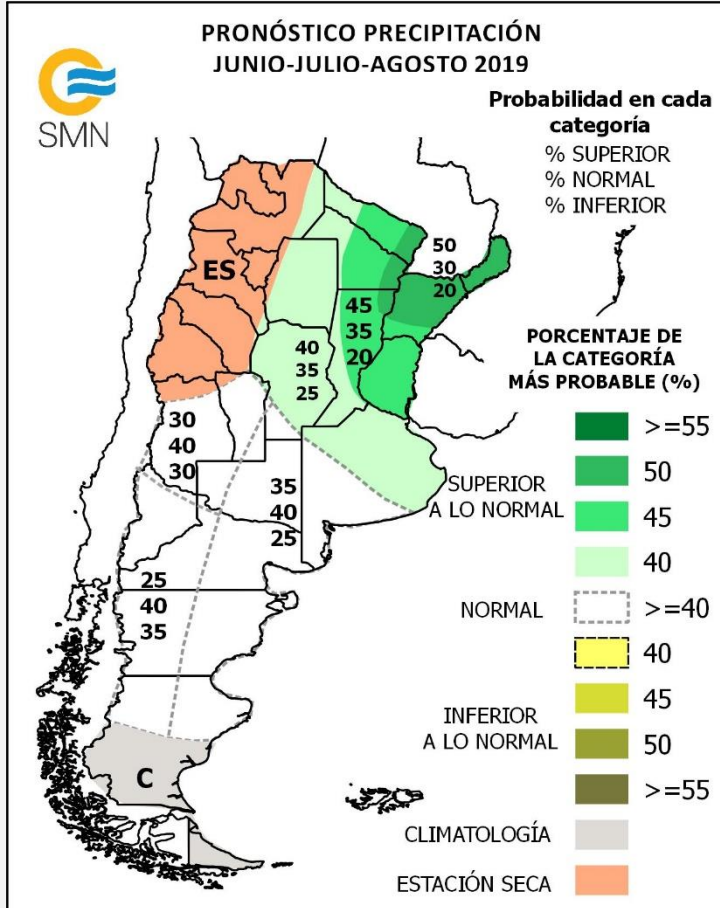 PRONÓSTICO PRECIPITACIÓN
JUNIO-JULIO-AGOSTO 2019
SMN
Probabilidad en cada
categoría
% SUPERIOR
% NORMAL
% INFERIOR
ES
50
30
20
45
35
20
40
35
25
30
40
30
35
40
25
25
40
35
C
PORCENTAJE DE
LA CATEGORÍA
MÁS PROBABLE (%)
SUPERIOR
A LO NORMAL
>=55
50
45
40
NORMAL
>=40
INFERIOR
A LO NORMAL
40
45
50
>=55
CLIMATOLOGÍA
ESTACIÓN SECA